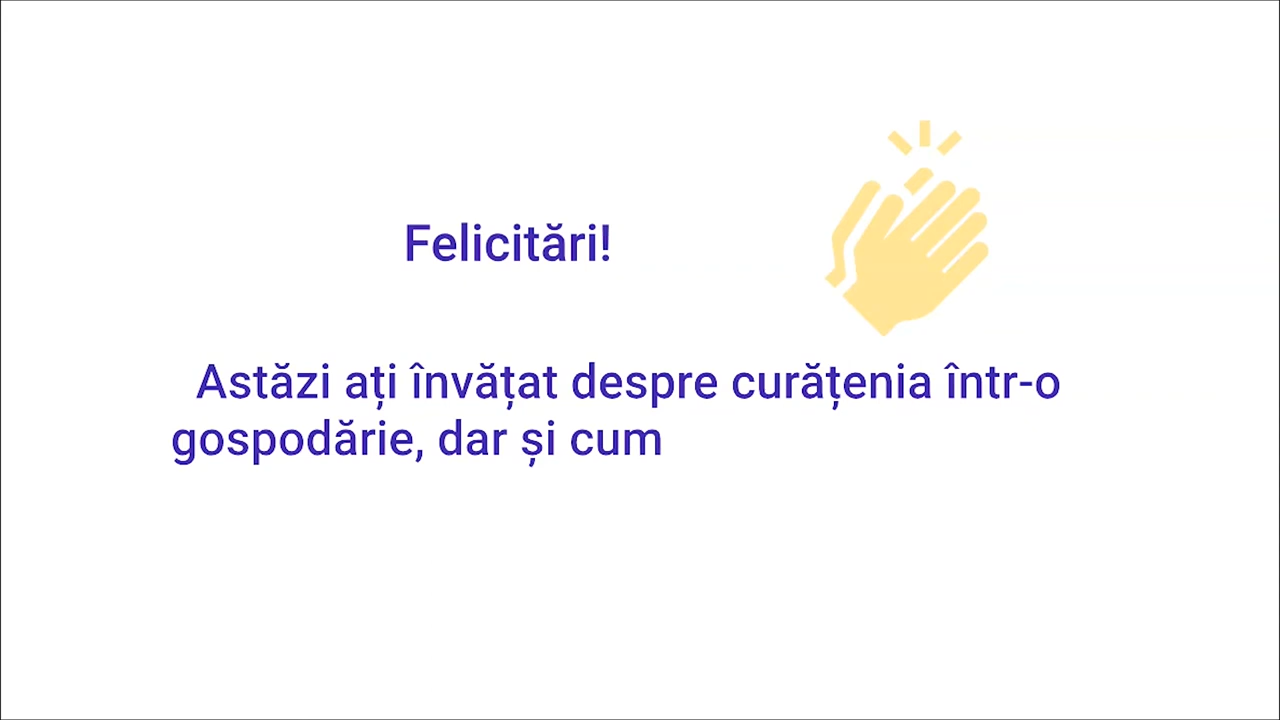 Felicitări!
Astăzi ați învățat despre curățenia într-o
gospodărie, dar și cum